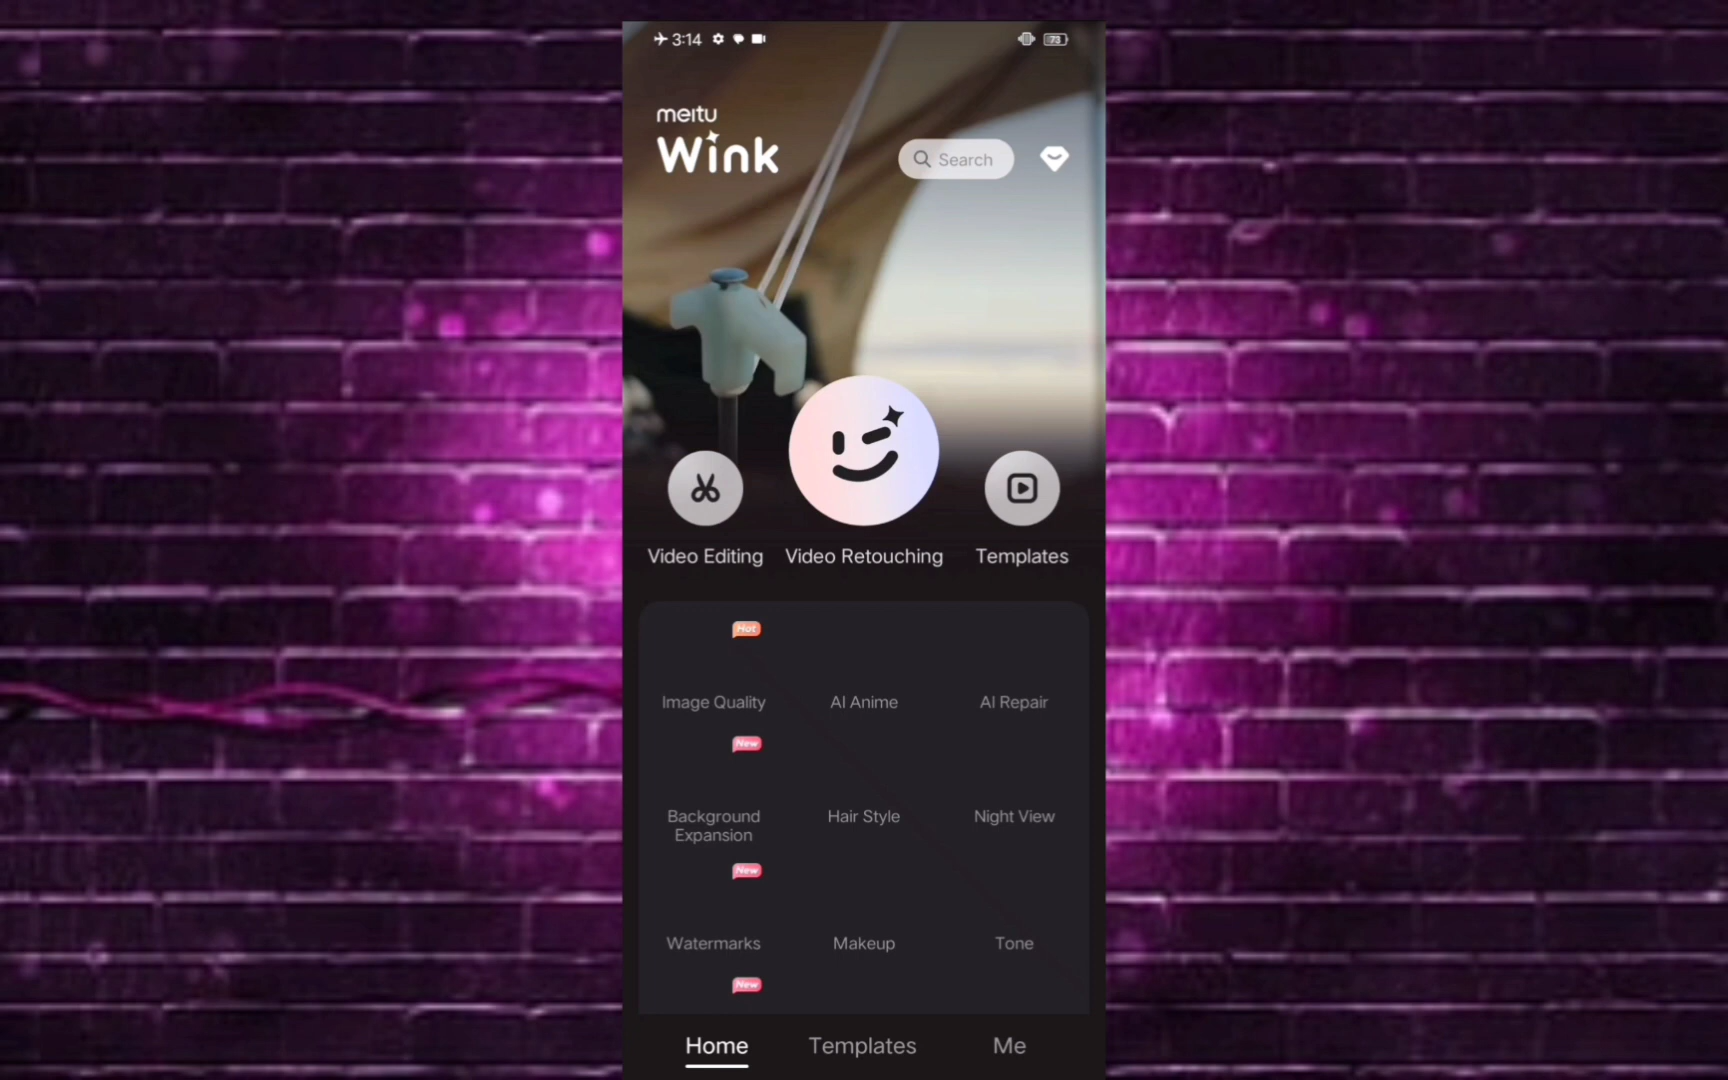 3:14
73
meitu
Wink
Search
Video Editing
Video Retouching
Templates
Hot
Image Quality
AI Anime
AI Repair
New
Background
Expansion
Hair Style
Night View
New
Watermarks
Makeup
Tone
New
Home
Templates
Me